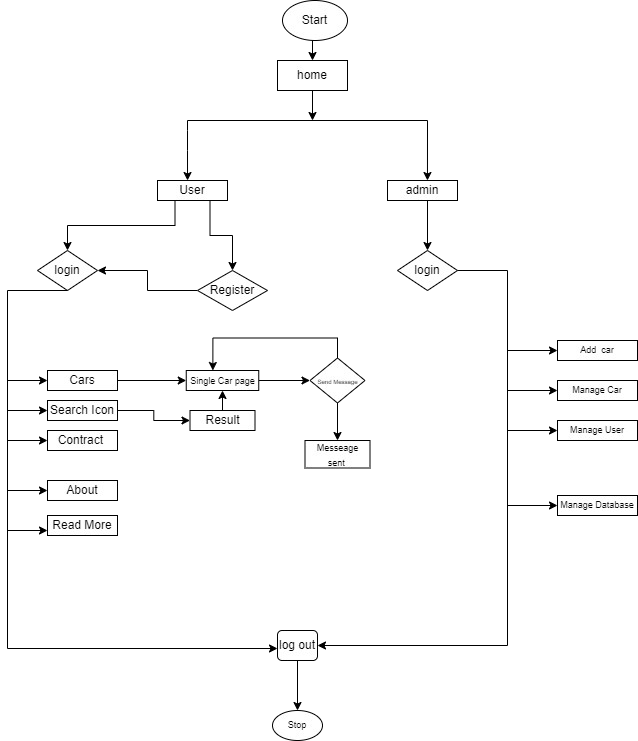 Start
home
User
admin
login
Register
login
Add car
Cars
Single Car page
Send Message
Manage Car
Search Icon
Result
Manage User
Contract
Messeage
sent
About
Manage Database
Read More
log out
Stop